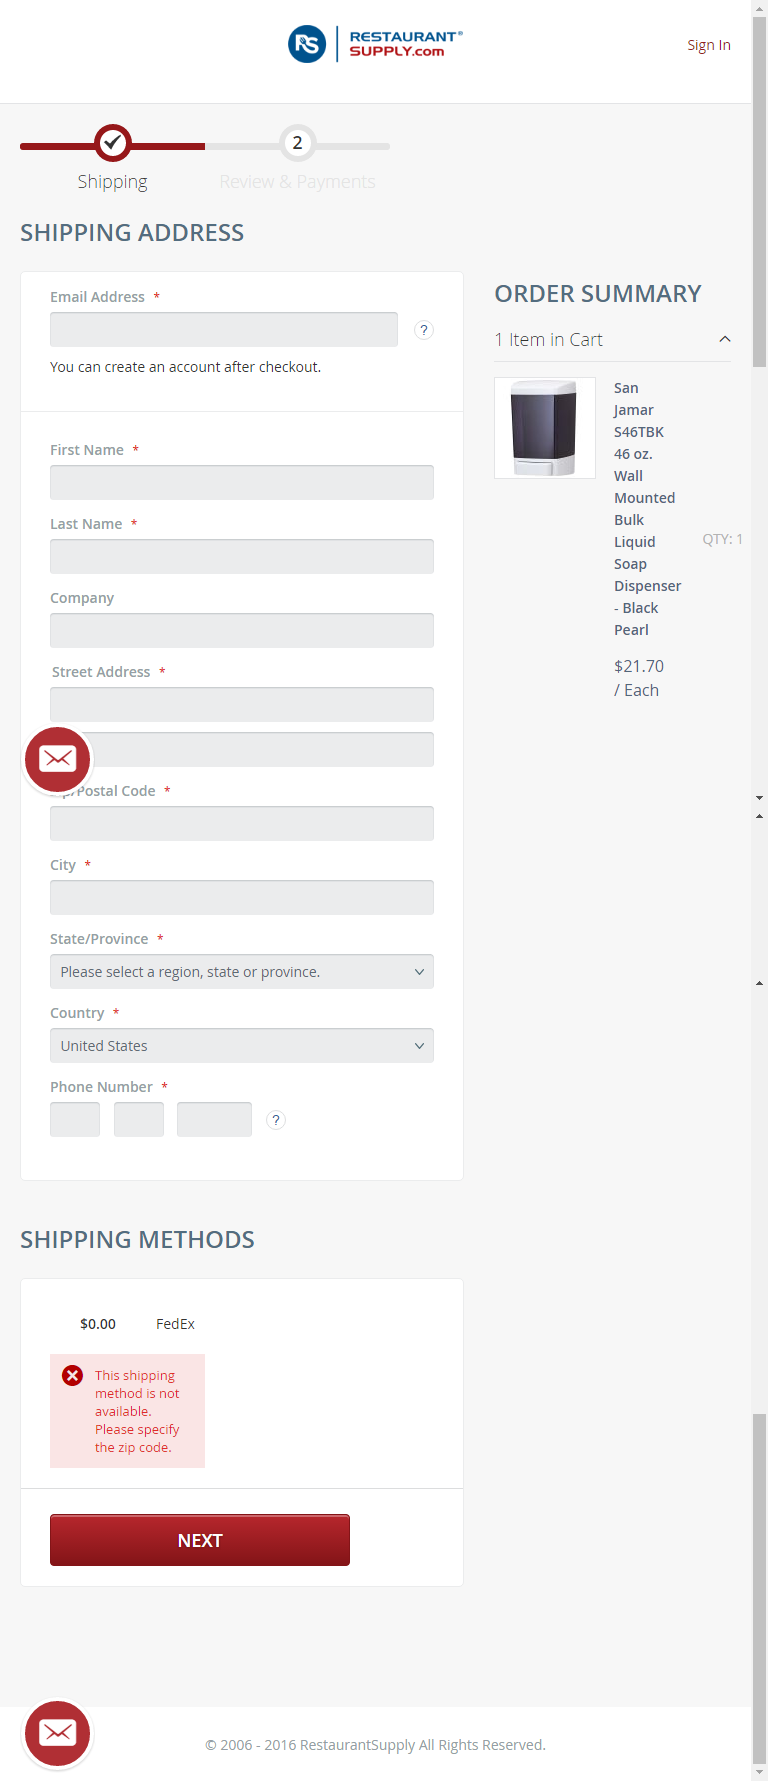 RS RESTAURANT®
SUPPLY.com
Sign In
2
Shipping
Review & Payments
SHIPPING ADDRESS
Email Address *
?
You can create an account after checkout.
First Name *
Last Name *
Company
Street Address *
/Postal Code *
City *
State/Province *
Please select a region, state or province.
Country *
United States
Phone Number *
?
ORDER SUMMARY
1 Item in Cart
San
Jamar
S46TBK
46 oz.
Wall
Mounted
Bulk
Liquid
Soap
Dispenser
- Black
Pearl
QTY: 1
$21.70
/ Each
SHIPPING METHODS
$0.00 FedEx
This shipping
method is not
available.
Please specify
the zip code.
NEXT
© 2006 - 2016 RestaurantSupply All Rights Reserved.